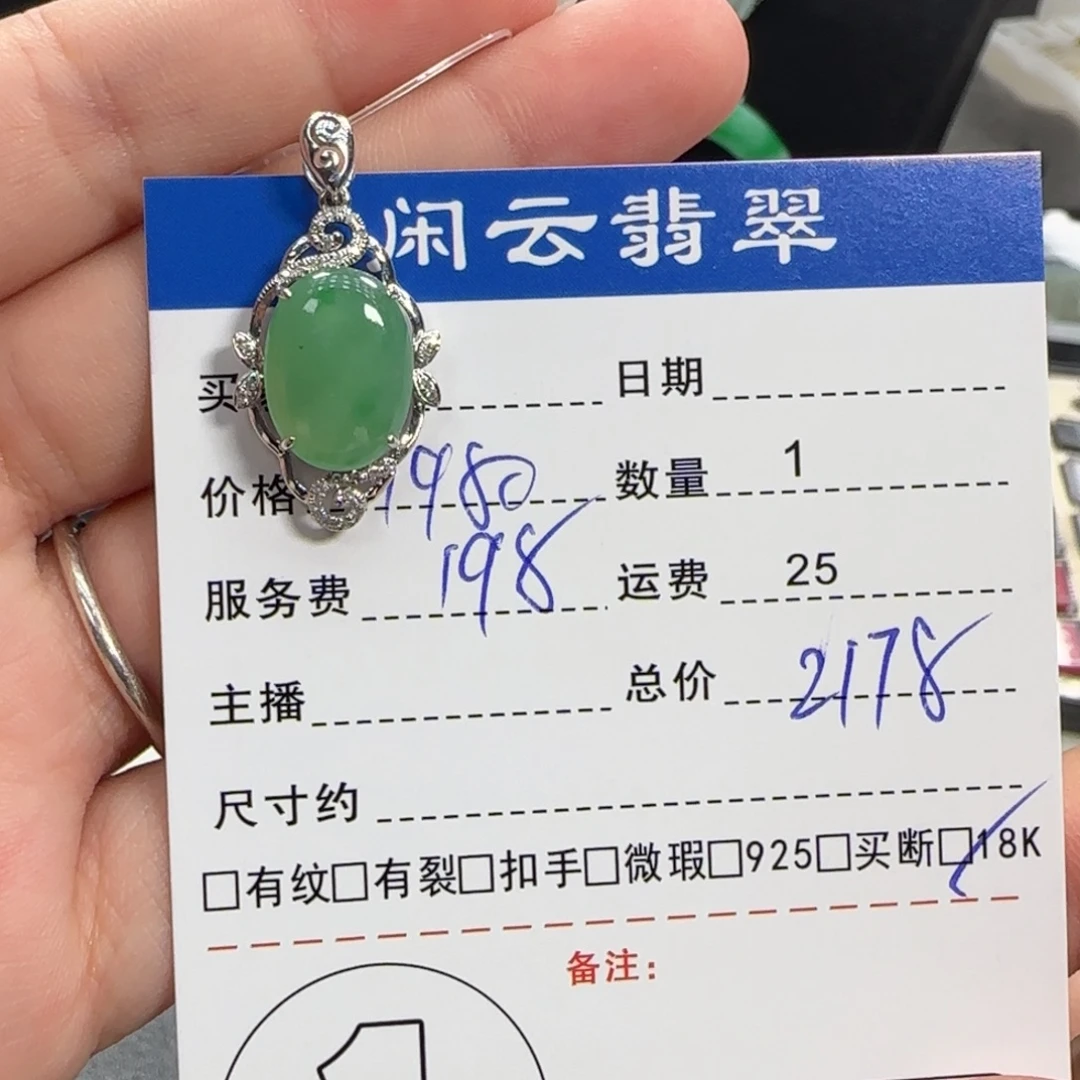 闲云翡翠
买 日期
价格 1980 数量 1
服务费 198 运费 25
主播 总价 2178
尺寸约
□有纹□有裂□扣手□微瑕□925□买断□18K
备注：
1